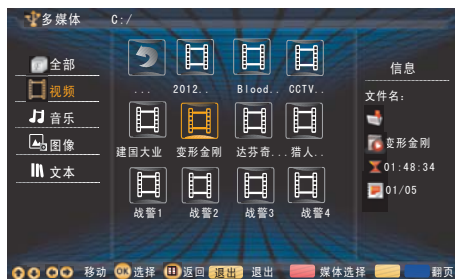 多媒体 C:/
全部
视频
音乐
图像
文本
... 2012.. Blood.. CCTV..
建国大业 变形金刚 达芬奇... 猎人..
战警1 战警2 战警3 战警4
信息
文件名:
变形金刚
01:48:34
01/05
移动 OK 选择 返回 退出 退出 媒体选择 翻页